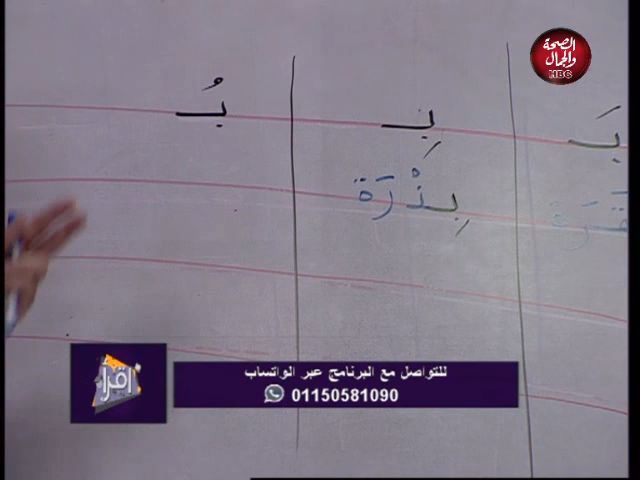 الصحة
والجمال
HBC
بَ بِ بُ
بِذْرَة
للتواصل مع البرنامج عبر الواتساب
01150581090
اقرأ